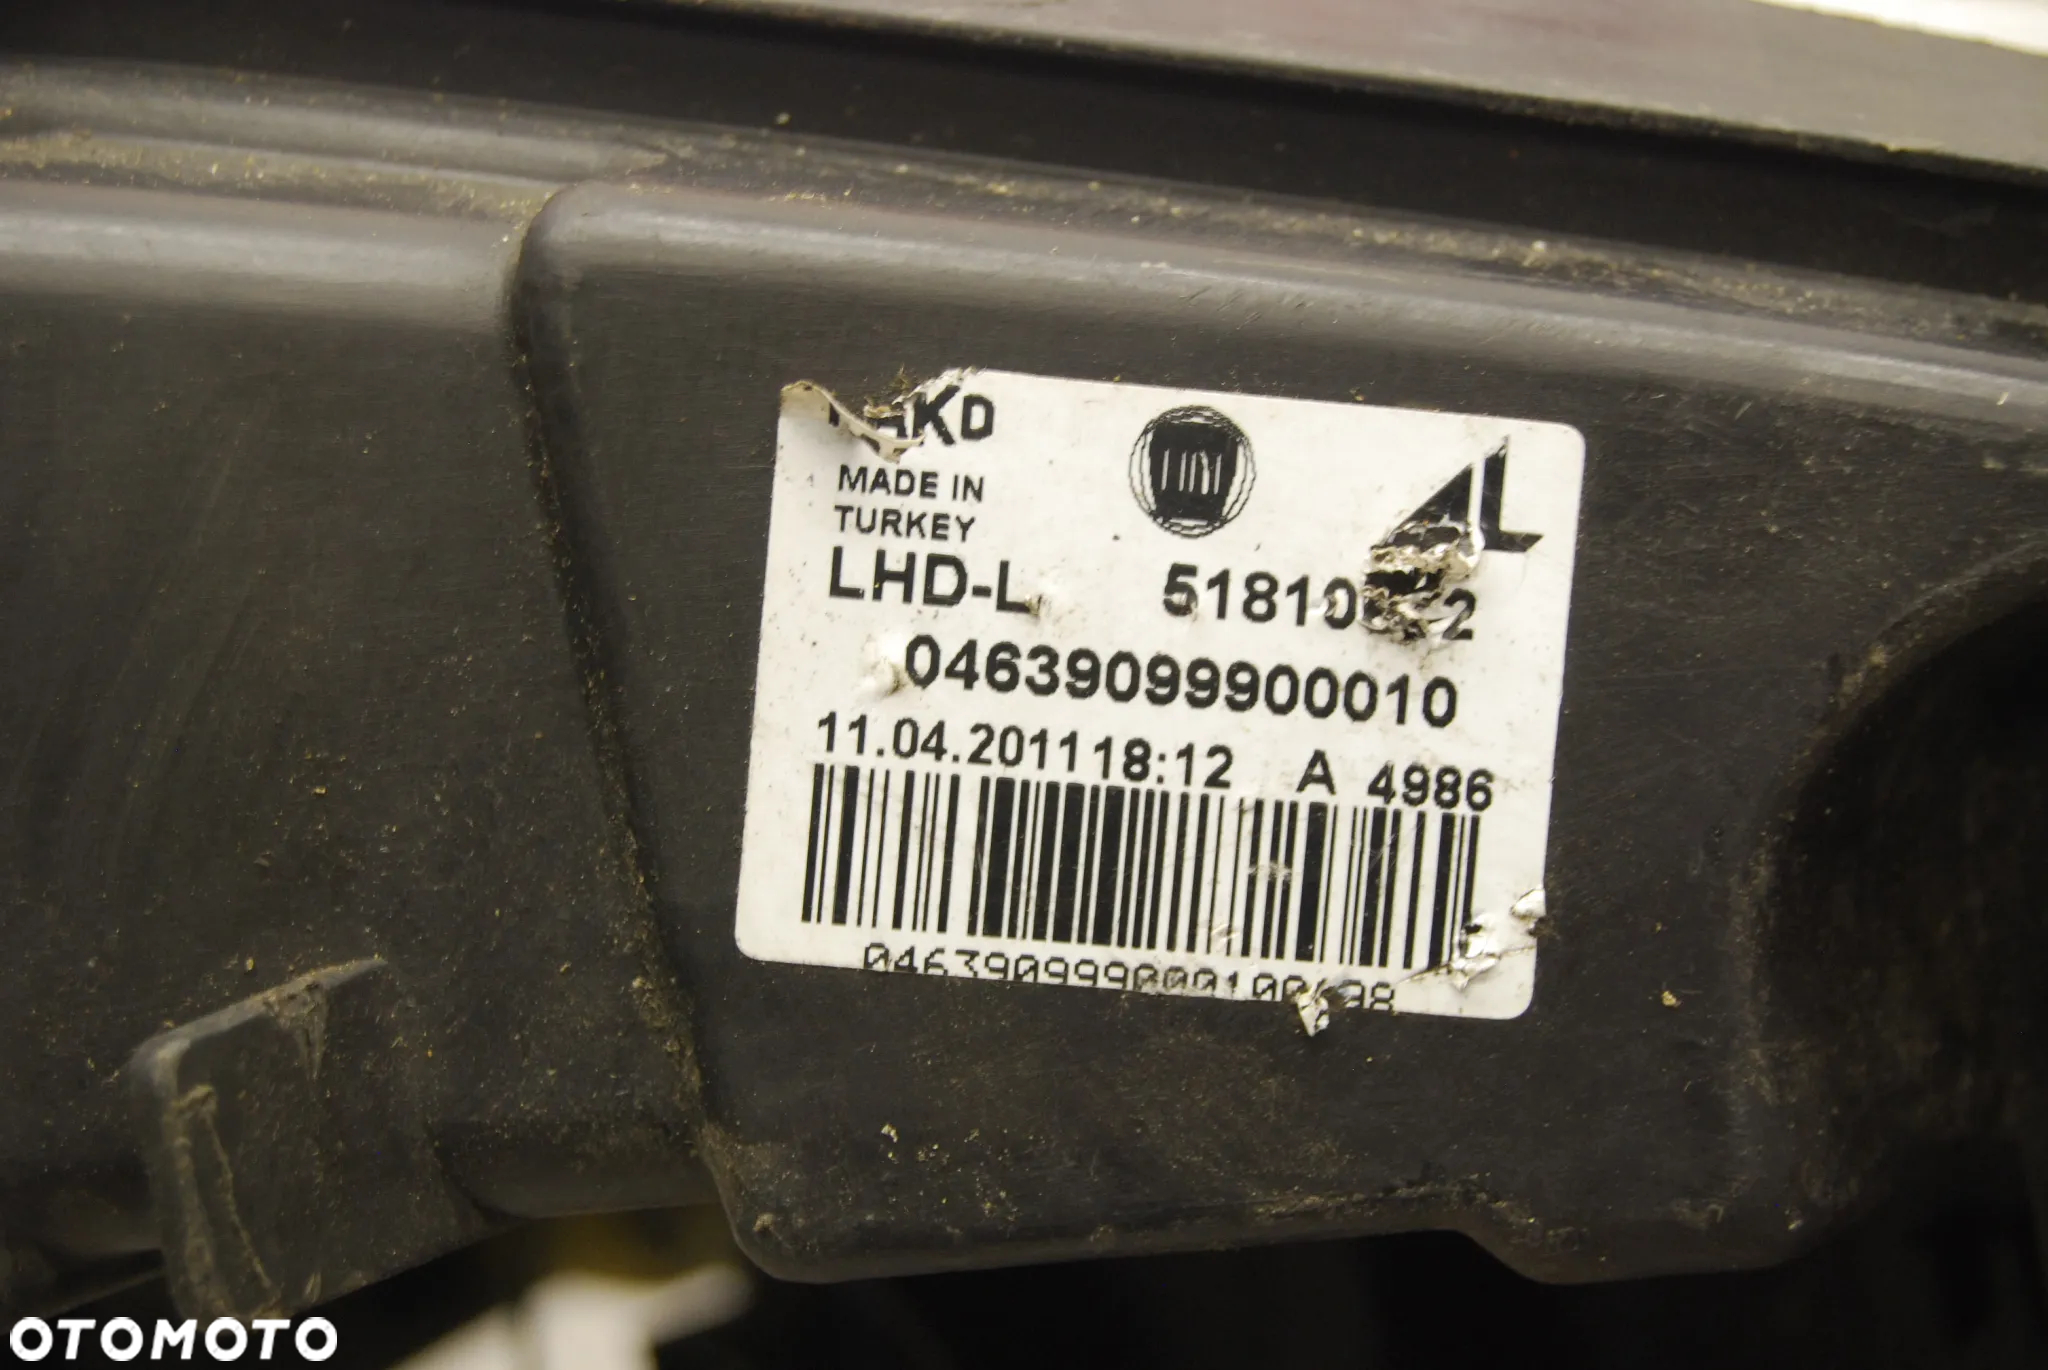 MADE IN
TURKEY
LHD-L
04639099900010
11.04.2011 18:12 A 4986
OTOMOTO